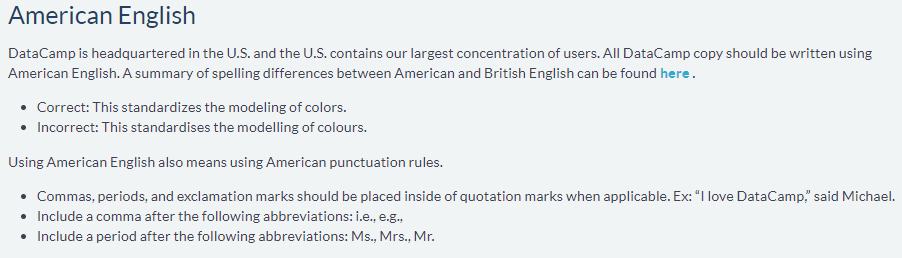 American English
DataCamp is headquartered in the U.S. and the U.S. contains our largest concentration of users. All DataCamp copy should be written using
American English. A summary of spelling differences between American and British English can be found here .
• Correct: This standardizes the modeling of colors.
• Incorrect: This standardises the modelling of colours.
Using American English also means using American punctuation rules.
• Commas, periods, and exclamation marks should be placed inside of quotation marks when applicable. Ex: “I love DataCamp,” said Michael.
• Include a comma after the following abbreviations: i.e., e.g.,
• Include a period after the following abbreviations: Ms., Mrs., Mr.